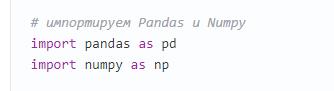 # импортируем Pandas и Numpy
import pandas as pd
import numpy as np